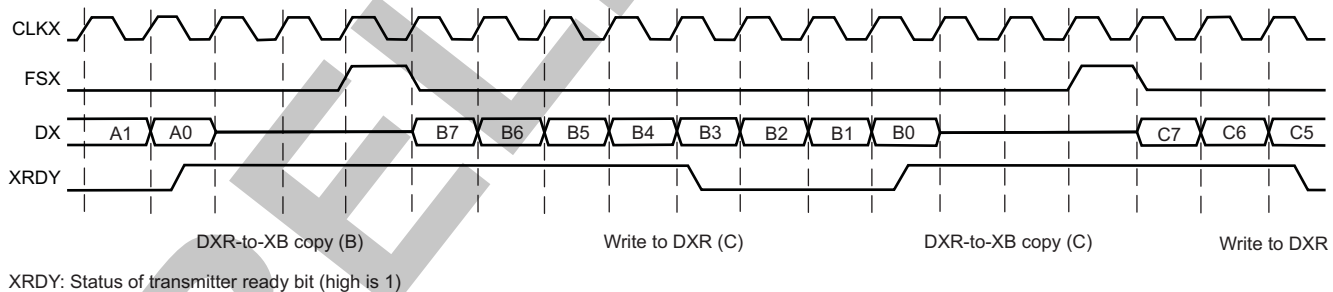 CLKX
FSX
DX A1 A0 B7 B6 B5 B4 B3 B2 B1 B0 C7 C6 C5
XRDY
DXR-to-XB copy (B) Write to DXR (C) DXR-to-XB copy (C) Write to DXR
XRDY: Status of transmitter ready bit (high is 1)